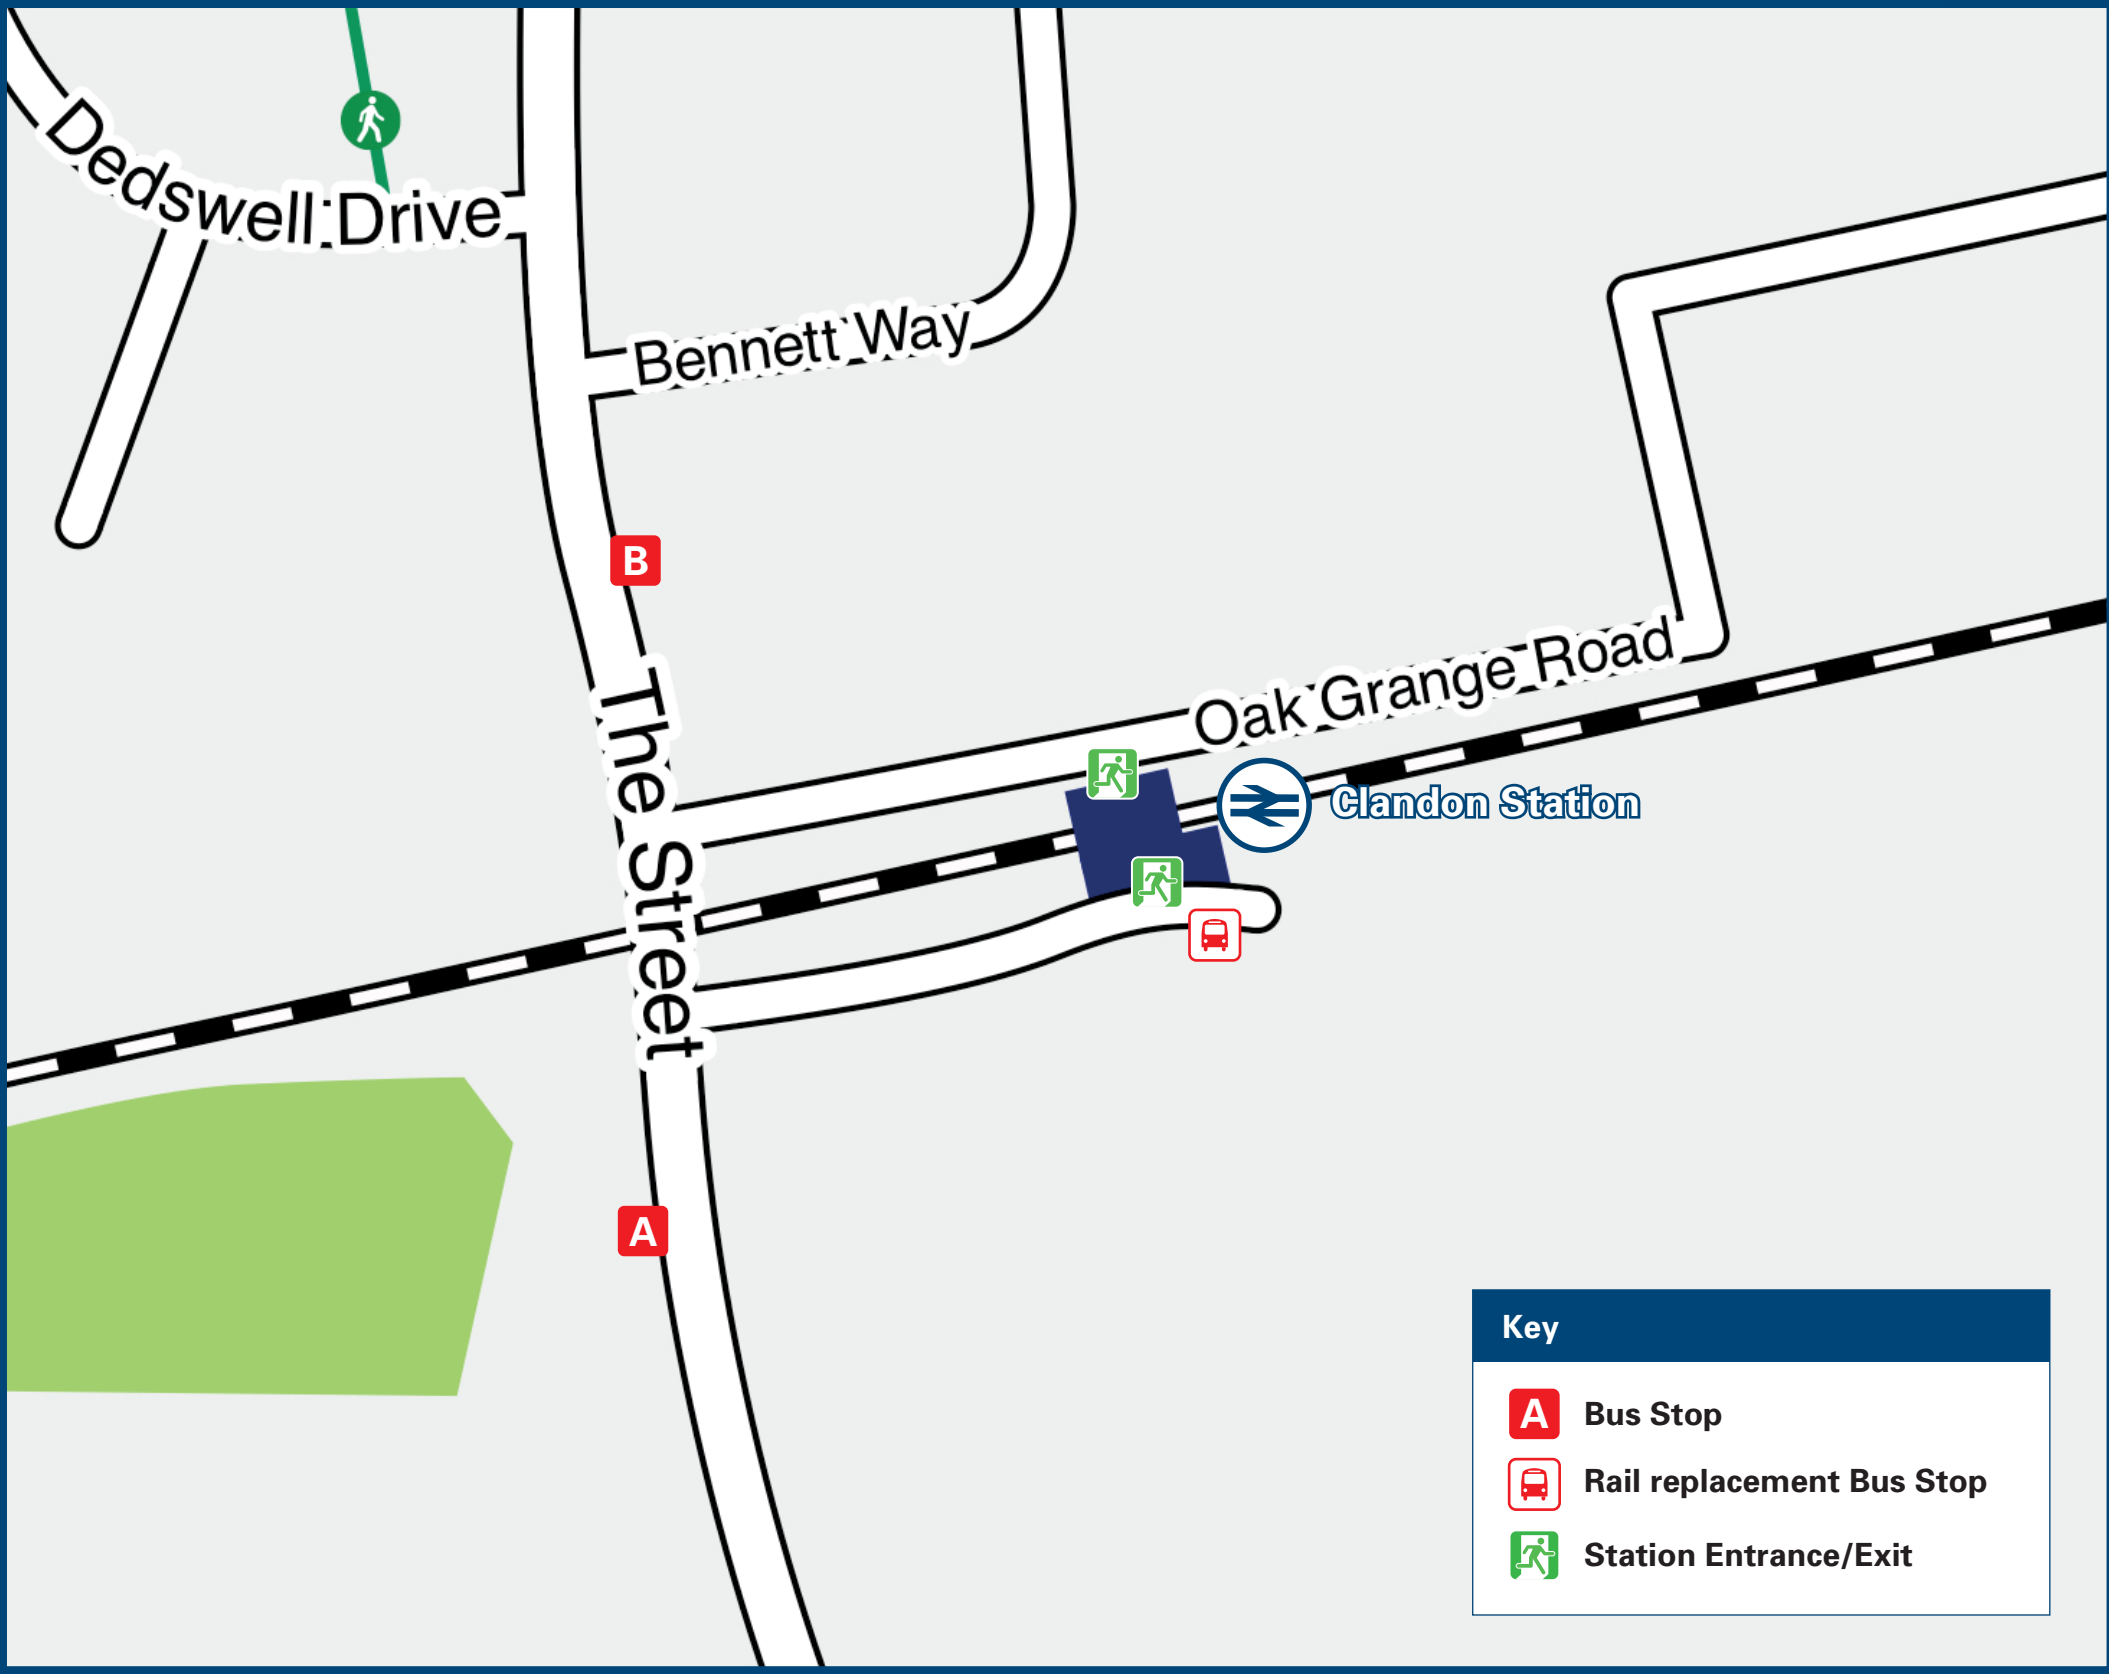 Dedswell Drive
Bennett Way
B
The Street
Oak Grange Road
Clandon Station
A
Key
A Bus Stop
Rail replacement Bus Stop
Station Entrance/Exit